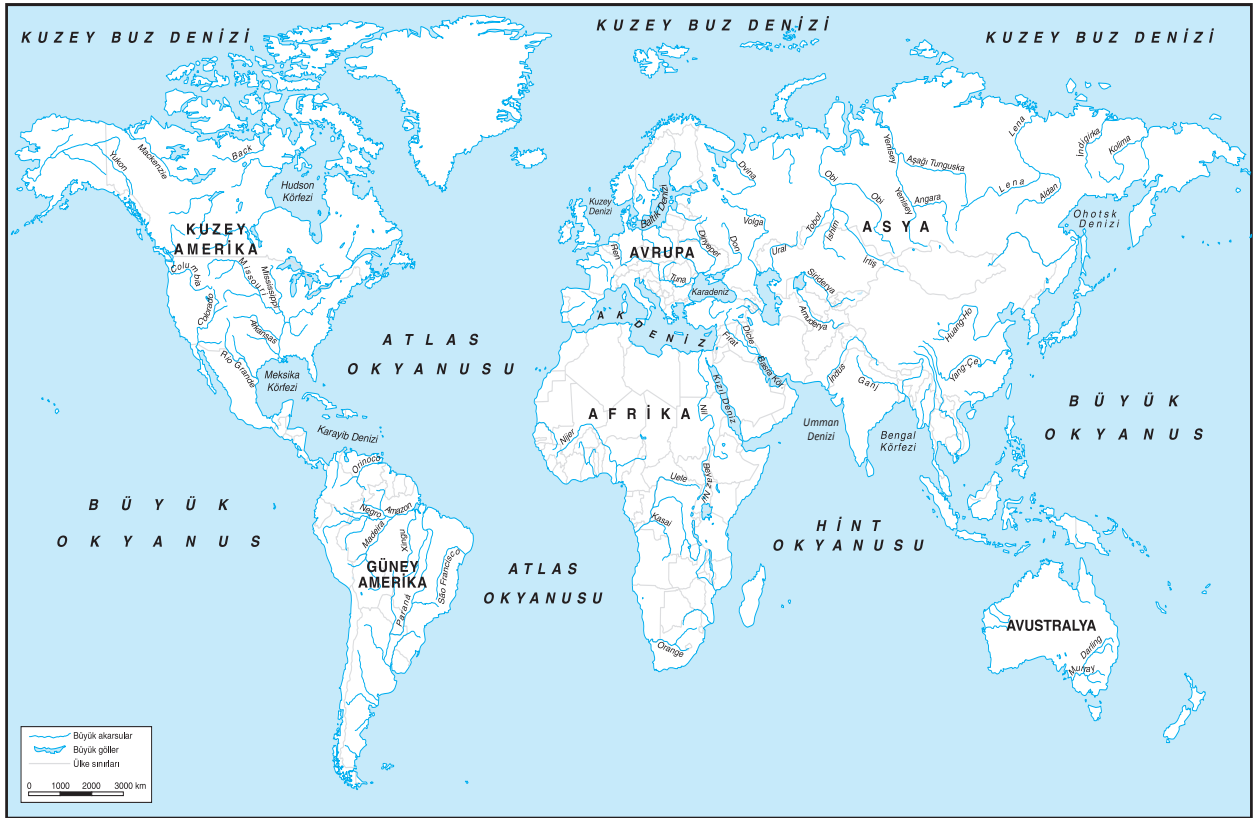 KUZEY BUZ DENİZİ
KUZEY BUZ DENİZİ
KUZEY BUZ DENİZİ
Yukon
Mackenzie
Back
Hudson
Körfezi
KUZEY
AMERİKA
Columbia
Missouri
Mississippi
Colorado
Arkansas
Rio Grande
Meksika
Körfezi
Karayib Denizi
ATLAS
OKYANUSU
Kuzey
Denizi
Baltık Denizi
Dvina
Ren
AVRUPA
Dinyeper
Don
Volga
Tuna
Karadeniz
AKDENİZ
Ural
Tobol
Ishim
Obi
Obi
Yenisey
Yenisey
Aşağı Tunguska
Angara
Lena
Lena
Aldan
İndigirka
Kolima
Ohotsk
Denizi
ASYA
İrtiş
Siriderya
Amuderya
Huang-Ho
Yang-Çe
Fırat
Dicle
Basra Köf.
İndus
Ganj
Kızıl Deniz
Umman
Denizi
Bengal
Körfezi
BÜYÜK
OKYANUS
AFRİKA
Nijer
Nil
Beyaz Nil
Uele
Kasai
Orange
HİNT
OKYANUSU
BÜYÜK
OKYANUS
Orinoco
Negro
Amazon
Madeira
Xingu
GÜNEY
AMERİKA
São Francisco
Paraná
ATLAS
OKYANUSU
AVUSTRALYA
Darling
Murray
Büyük akarsular
Büyük göller
Ülke sınırları
0 1000 2000 3000 km